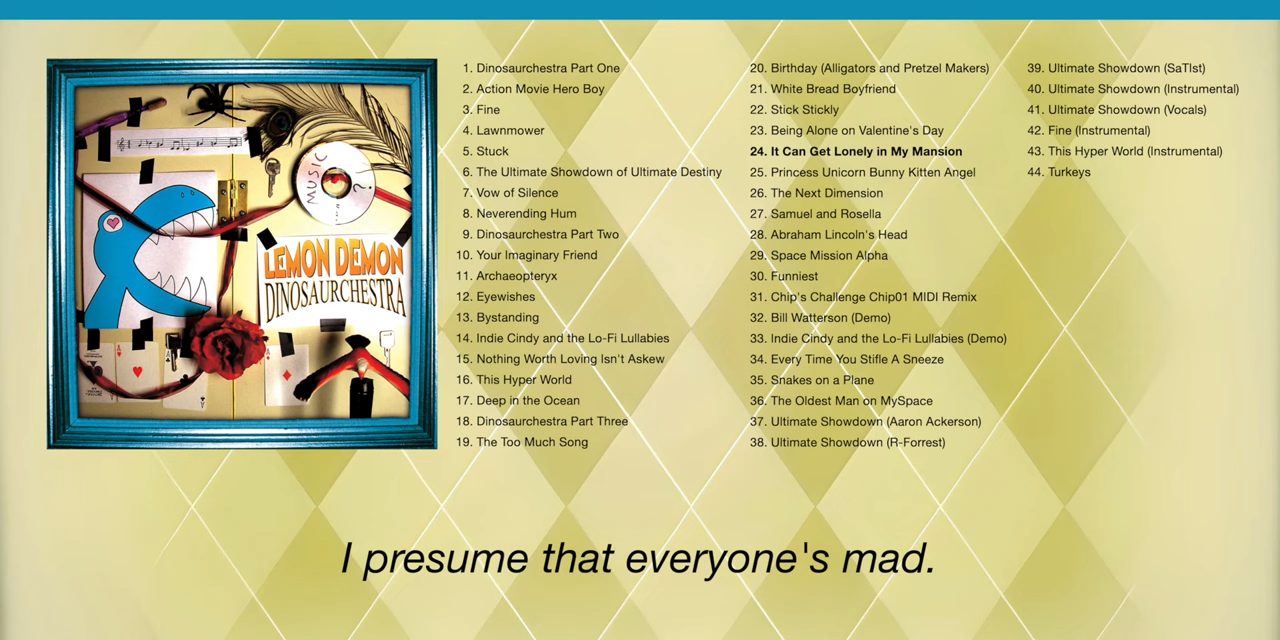 MUSIC
LEMON DEMON
DINOSAURCHESTRA
1. Dinosaurchestra Part One
2. Action Movie Hero Boy
3. Fine
4. Lawnmower
5. Stuck
6. The Ultimate Showdown of Ultimate Destiny
7. Vow of Silence
8. Neverending Hum
9. Dinosaurchestra Part Two
10. Your Imaginary Friend
11. Archaeopteryx
12. Eyewishes
13. Bystanding
14. Indie Cindy and the Lo-Fi Lullabies
15. Nothing Worth Loving Isn't Askew
16. This Hyper World
17. Deep in the Ocean
18. Dinosaurchestra Part Three
19. The Too Much Song
20. Birthday (Alligators and Pretzel Makers)
21. White Bread Boyfriend
22. Stick Stickly
23. Being Alone on Valentine's Day
24. It Can Get Lonely in My Mansion
25. Princess Unicorn Bunny Kitten Angel
26. The Next Dimension
27. Samuel and Rosella
28. Abraham Lincoln's Head
29. Space Mission Alpha
30. Funniest
31. Chip's Challenge Chip01 MIDI Remix
32. Bill Watterson (Demo)
33. Indie Cindy and the Lo-Fi Lullabies (Demo)
34. Every Time You Stifle A Sneeze
35. Snakes on a Plane
36. The Oldest Man on MySpace
37. Ultimate Showdown (Aaron Ackerson)
38. Ultimate Showdown (R-Forrest)
39. Ultimate Showdown (SaTIst)
40. Ultimate Showdown (Instrumental)
41. Ultimate Showdown (Vocals)
42. Fine (Instrumental)
43. This Hyper World (Instrumental)
44. Turkeys
I presume that everyone's mad.